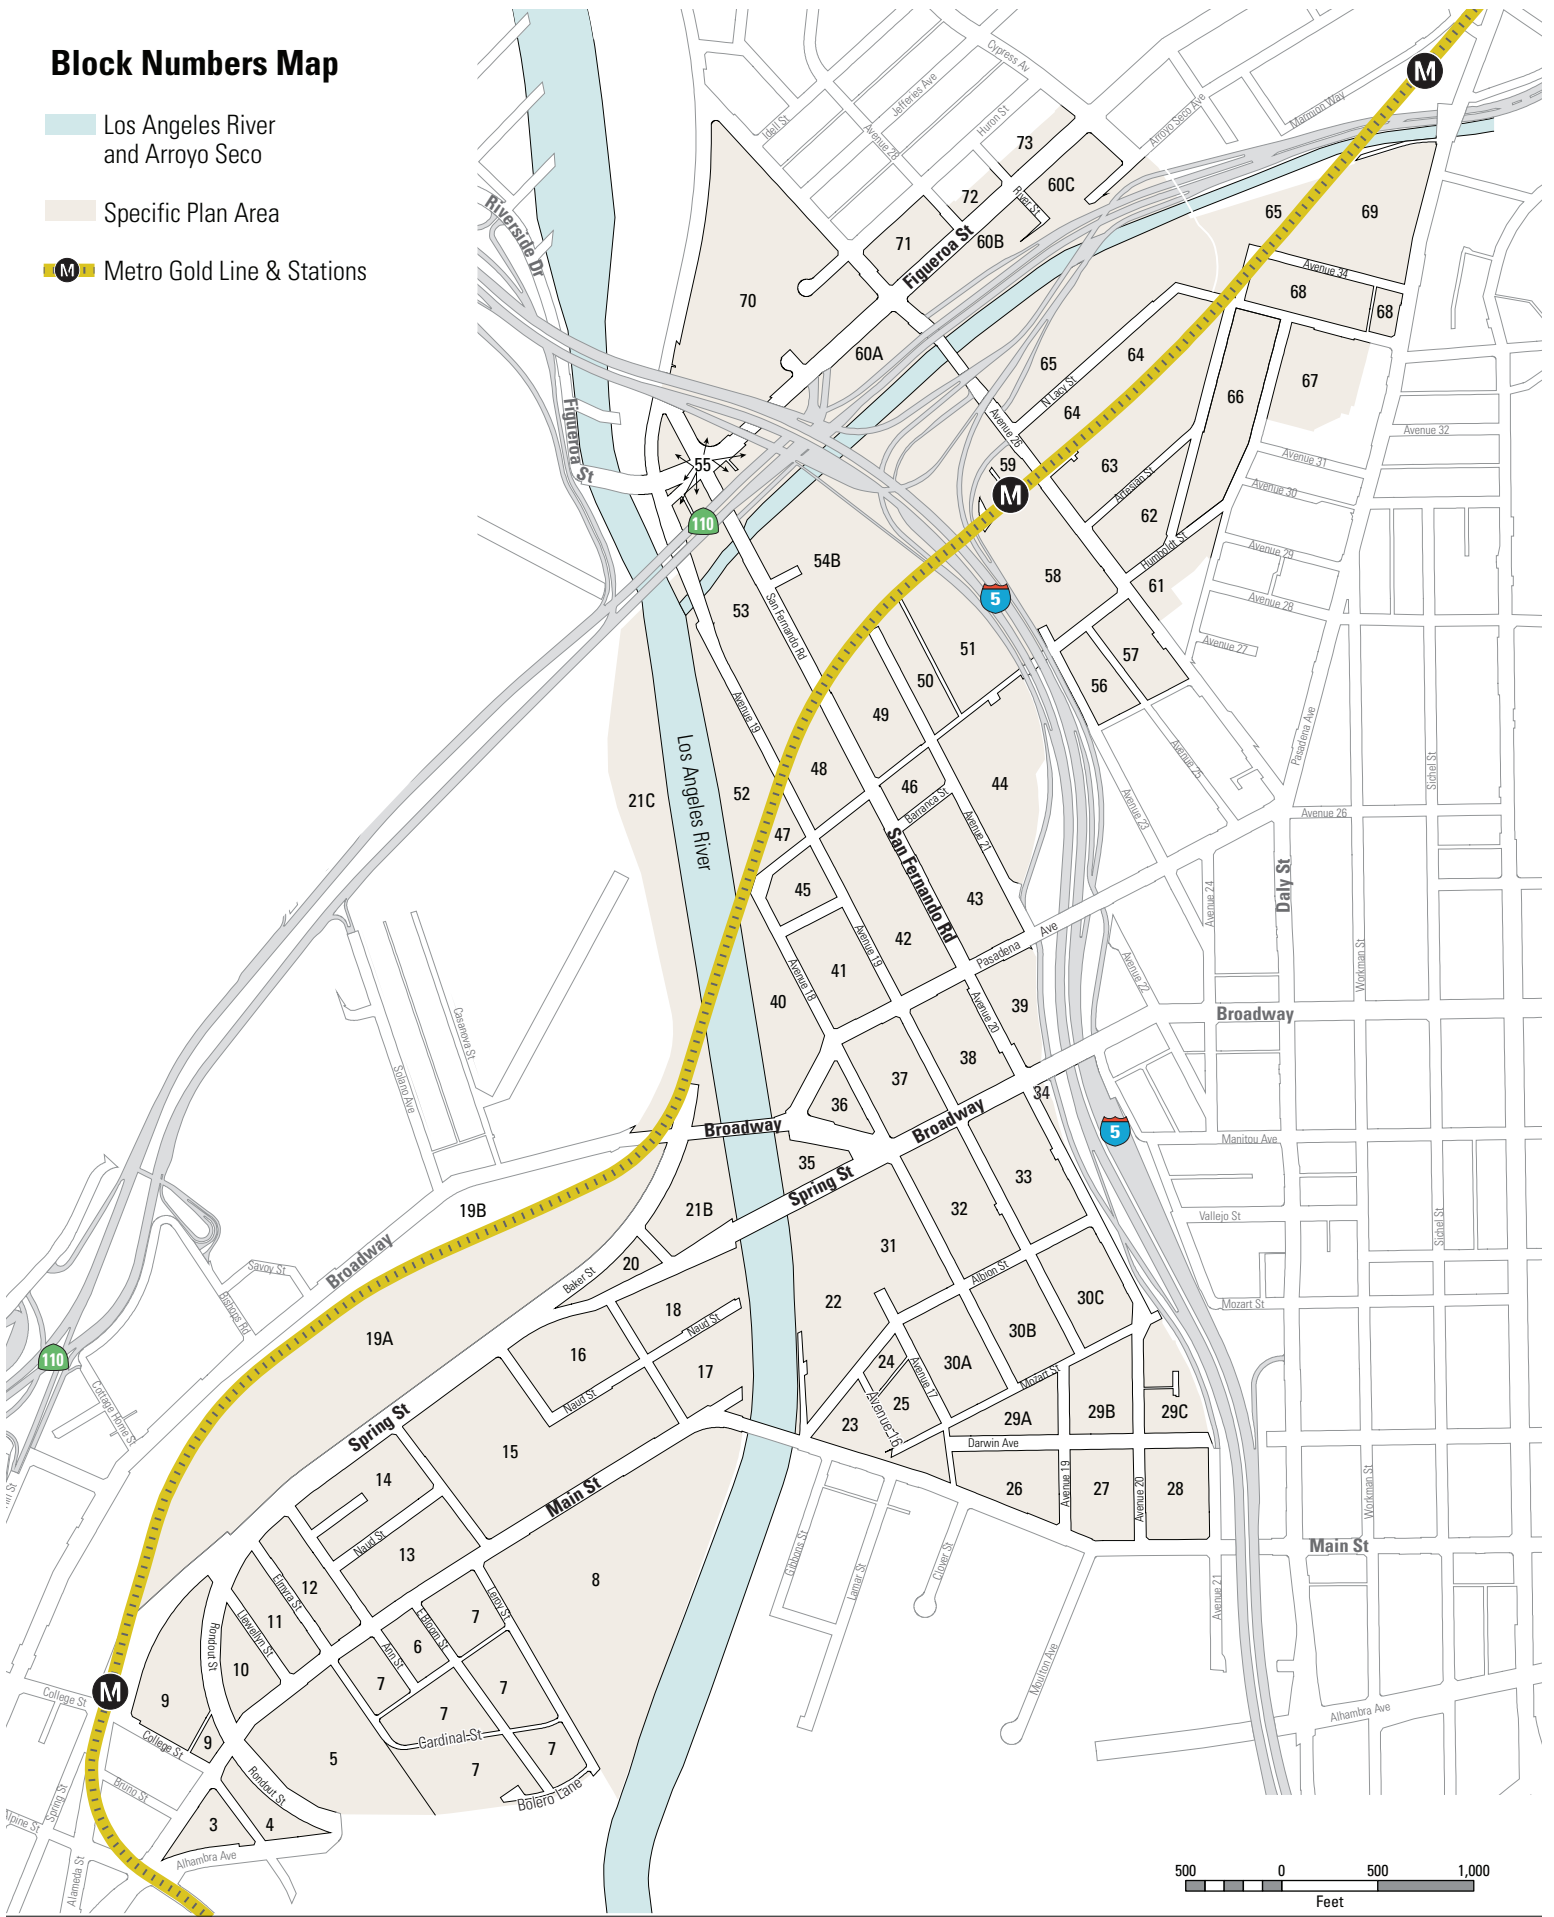 Block Numbers Map
Los Angeles River
and Arroyo Seco
Specific Plan Area
M
Metro Gold Line & Stations
M
Cypress Av
Jefferies Ave
Huron St
Idell St
Avenue 28
Arroyo Seco Ave
Marmion Way
73
72
60C
River St
71
60B
Figueroa St
65
69
Avenue 34
68
68
Riverside Dr
70
60A
65
64
N Lacy St
64
66
67
Figueroa
St
Avenue 26
Avenue 32
Avenue 31
Avenue 30
55
59
M
63
Artesian St
62
Humboldt St
110
54B
58
61
5
Avenue 29
Avenue 28
Avenue 27
53
San Fernando Rd
51
57
56
50
49
Avenue 19
Pasadena Ave
Avenue 25
Sichel St
48
46
44
Barranca St
Avenue 21
Avenue 23
Avenue 26
21C
Los Angeles River
52
47
San Fernando Rd
45
43
42
Avenue 19
Pasadena
Ave
Avenue 24
Daly St
Workman St
Avenue 22
41
Avenue 18
40
Avenue 20
39
Broadway
Casanova St
Solano Ave
38
37
36
34
Broadway
Broadway
5
Manitou Ave
35
Spring St
33
32
21B
19B
Vallejo St
Sichel St
31
20
Baker St
Albion St
Savoy St
Broadway
Bishops Rd
22
30C
Mozart St
18
Naud St
30B
19A
16
24
30A
Avenue 17
Mozart St
17
110
Cottage Home St
Naud St
25
23
Avenue 16
29A
29B
29C
Spring St
15
Darwin Ave
14
Main St
26
Avenue 19
27
Avenue 20
28
Workman St
Naud St
13
Main St
Gibbons St
Lamar St
Clover St
8
12
Elmyra St
11
Llewellyn St
Leroy St
7
E Bloom St
6
Ann St
Avenue 21
Rondout St
10
7
7
7
Moulton Ave
M
College St
9
College St
9
Cardinal St
7
7
Bolero Lane
Alhambra Ave
5
Rondout St
Bruno St
Spring St
3
4
Alhambra Ave
Alameda St
500
0
500
1,000
Feet